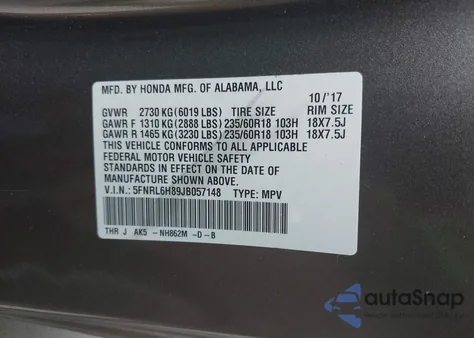 MFD. BY HONDA MFG. OF ALABAMA, LLC
10/'17
GVWR 2730 KG(6019 LBS) TIRE SIZE RIM SIZE
GAWR F 1310 KG(2888 LBS) 235/60R18 103H 18X7.5J
GAWR R 1465 KG(3230 LBS) 235/60R18 103H 18X7.5J
THIS VEHICLE CONFORMS TO ALL APPLICABLE
FEDERAL MOTOR VEHICLE SAFETY
STANDARDS IN EFFECT ON THE DATE OF
MANUFACTURE SHOWN ABOVE.
V.I.N.: 5FNRL6H89JB057148 TYPE: MPV
THR J AK5 -NH862M -D-B
autoSnap